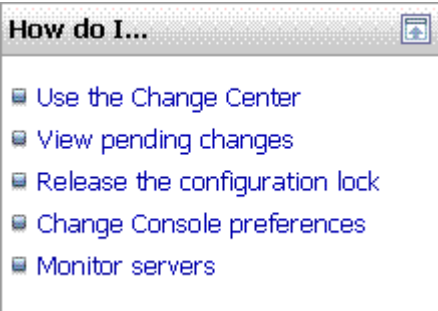 How do I...
Use the Change Center
View pending changes
Release the configuration lock
Change Console preferences
Monitor servers